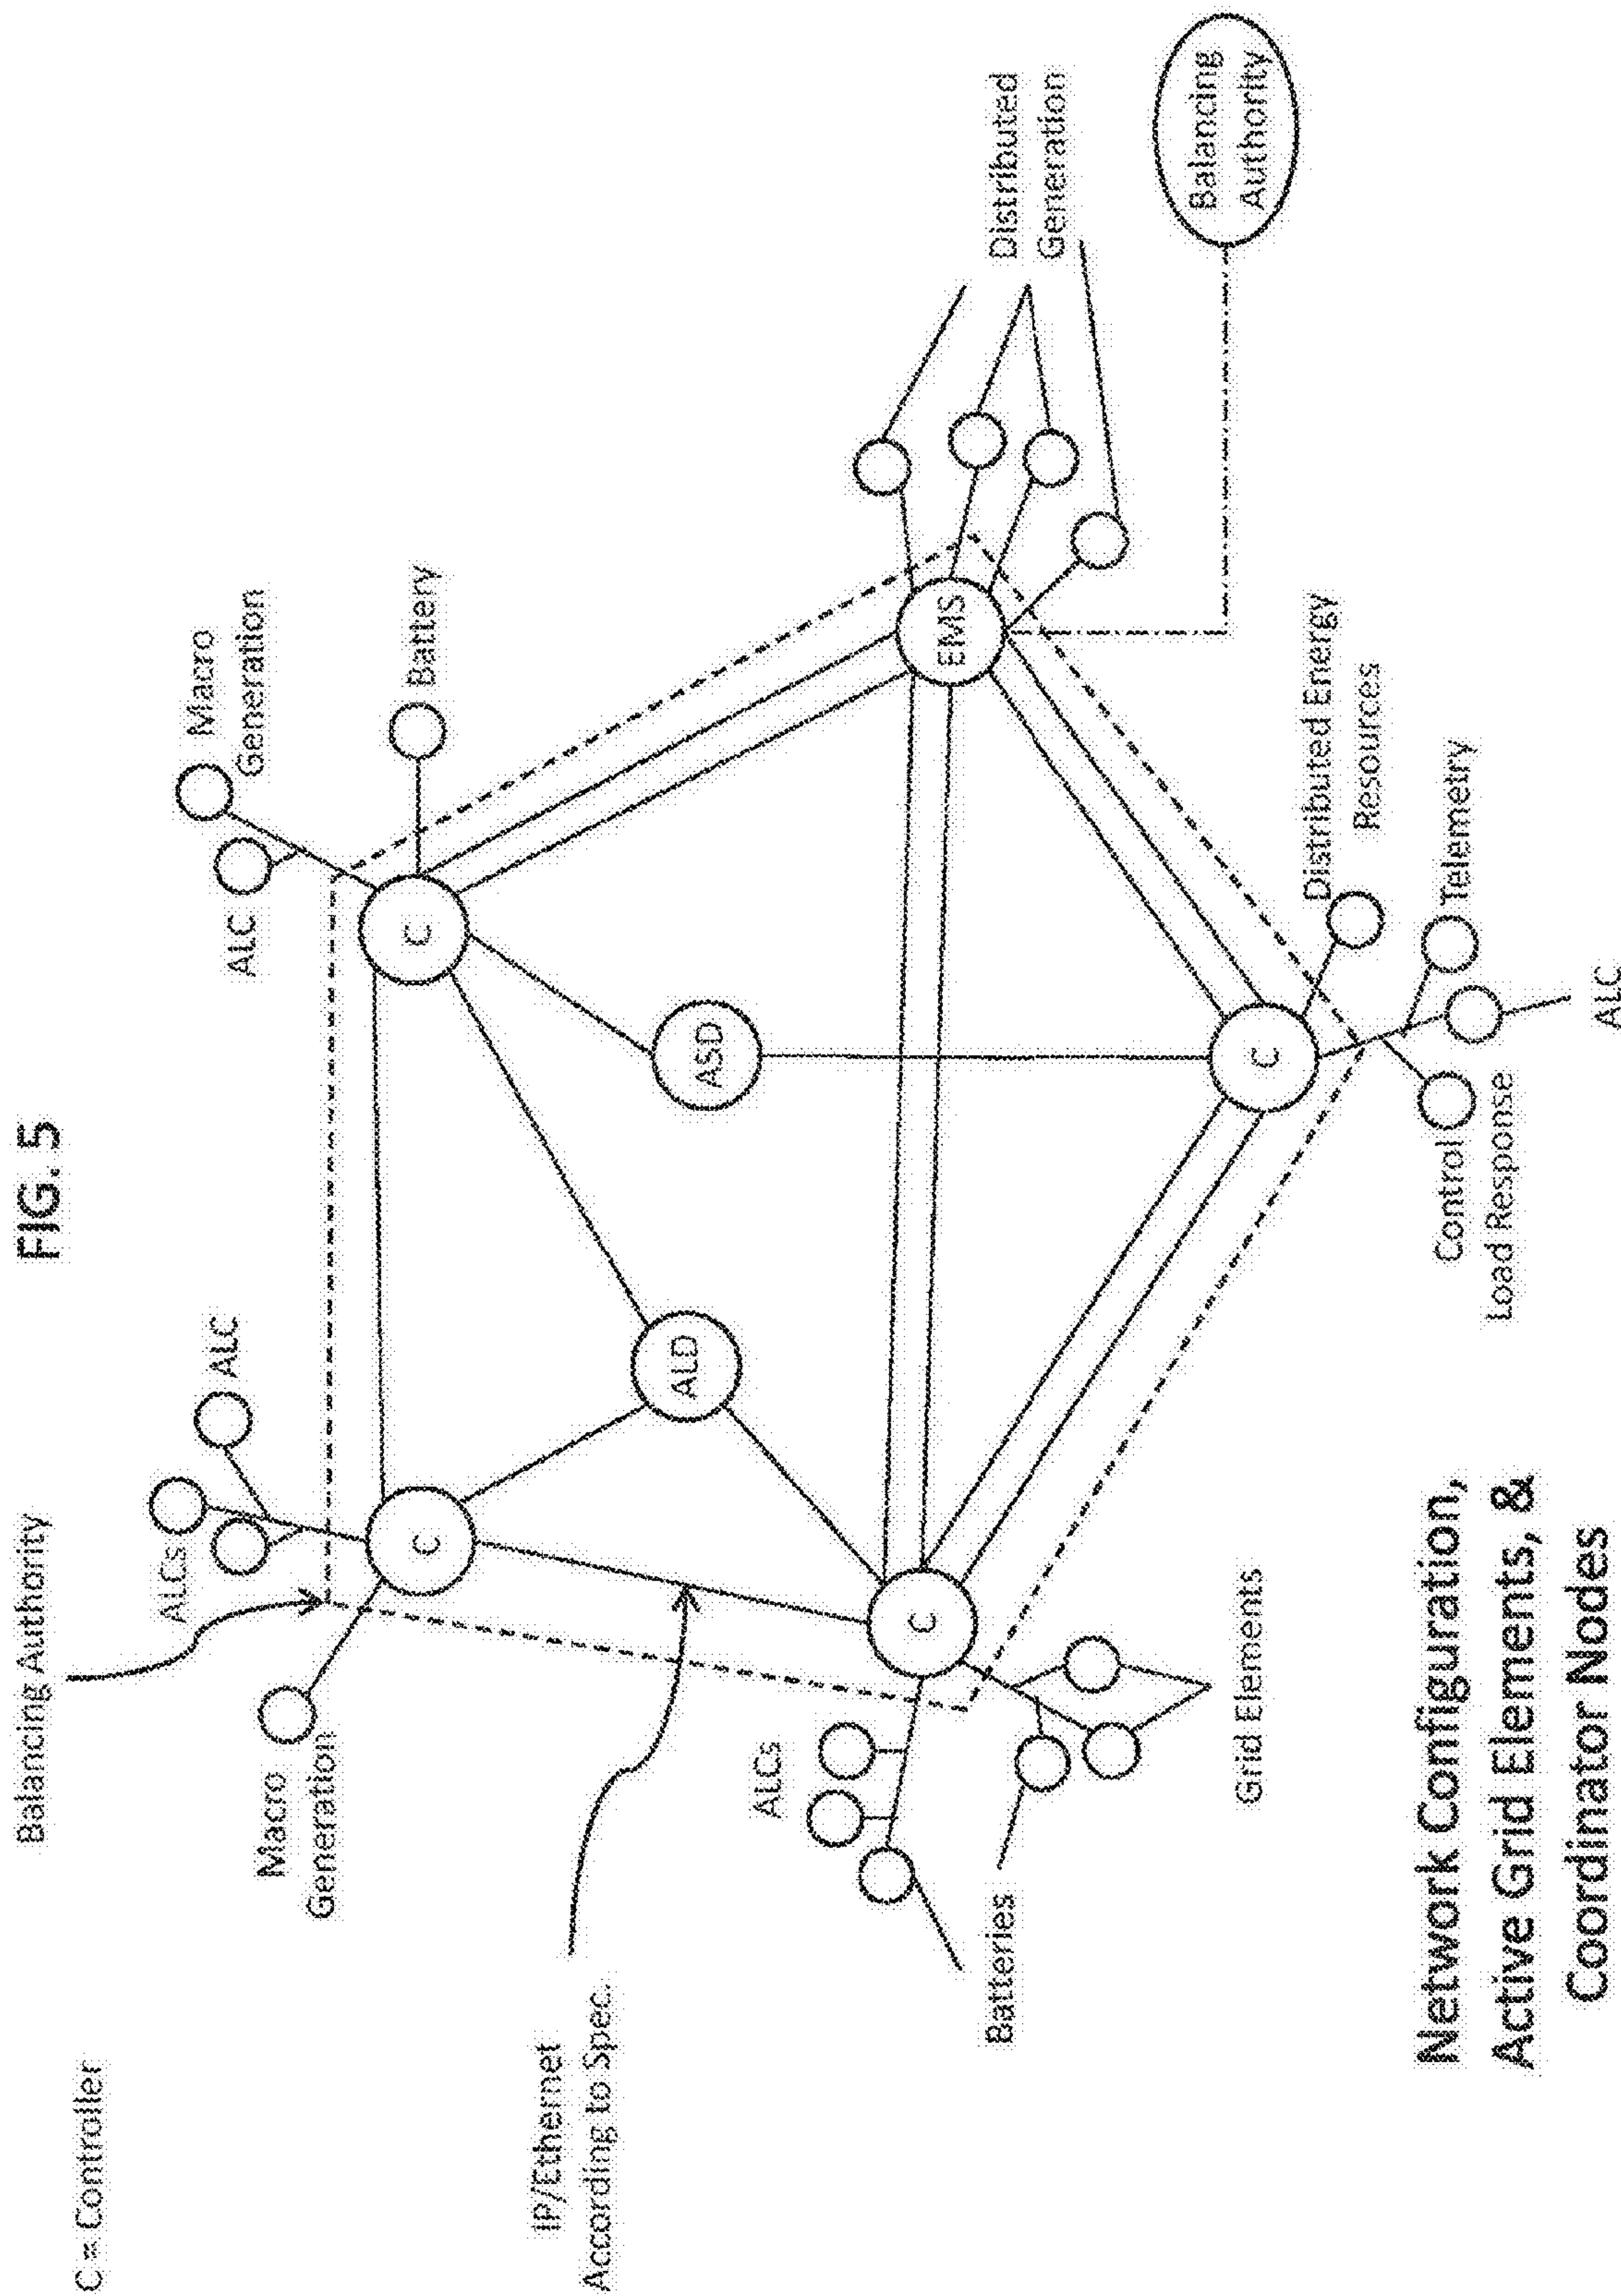 FIG. 5
C = Controller
Balancing Authority
ALCs
ALC
Macro
Generation
C
ALC
Macro
Generation
C
Battery
IP/Ethernet
According to Spec.
ALD
ASD
ALCs
Batteries
C
EMS
Distributed
Generation
Grid Elements
C
Distributed Energy
Resources
Telemetry
Control
Load Response
ALC
Balancing
Authority
Network Configuration,
Active Grid Elements, &
Coordinator Nodes